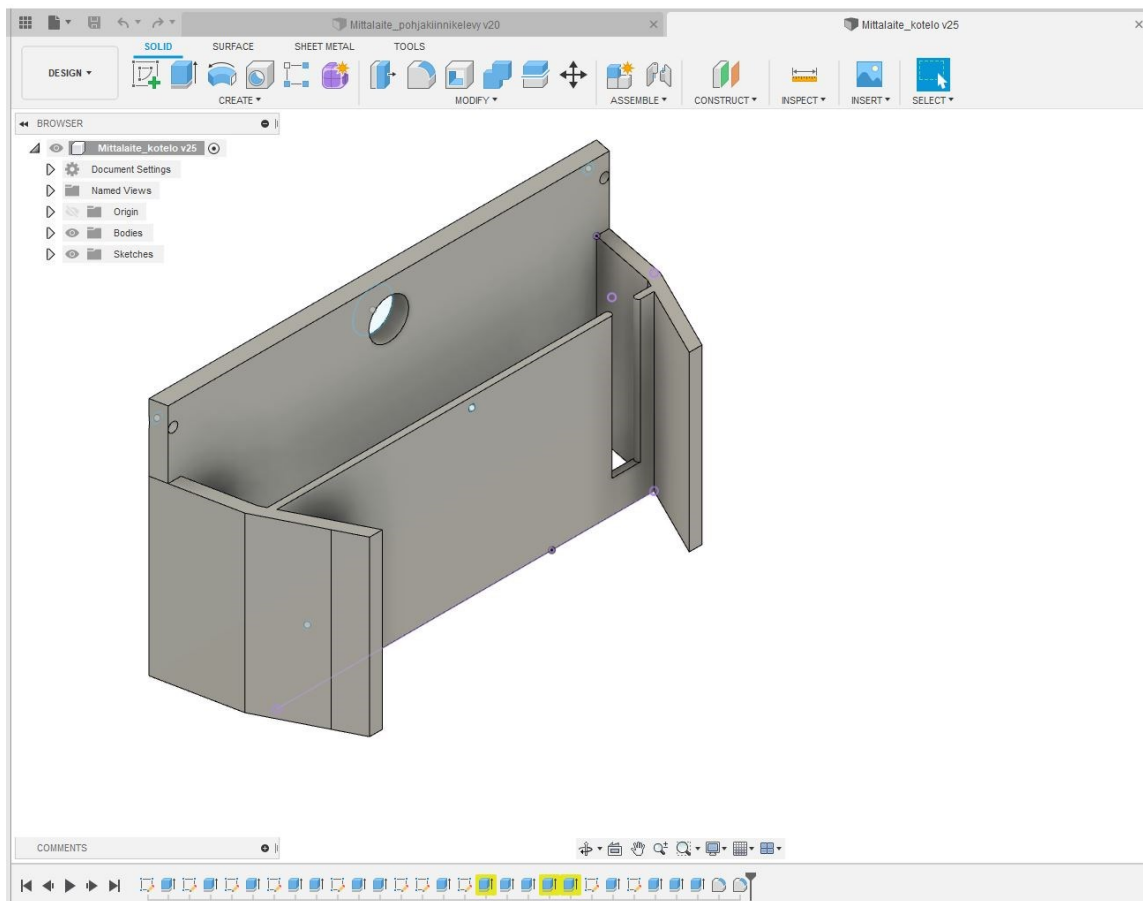 Mittalaite_pohjakiinnikelevy v20
Mittalaite_kotelo v25
SOLID SURFACE SHEET METAL TOOLS
DESIGN
CREATE MODIFY ASSEMBLE CONSTRUCT INSPECT INSERT SELECT
BROWSER
Mittalaite_kotelo v25
Document Settings
Named Views
Origin
Bodies
Sketches
COMMENTS